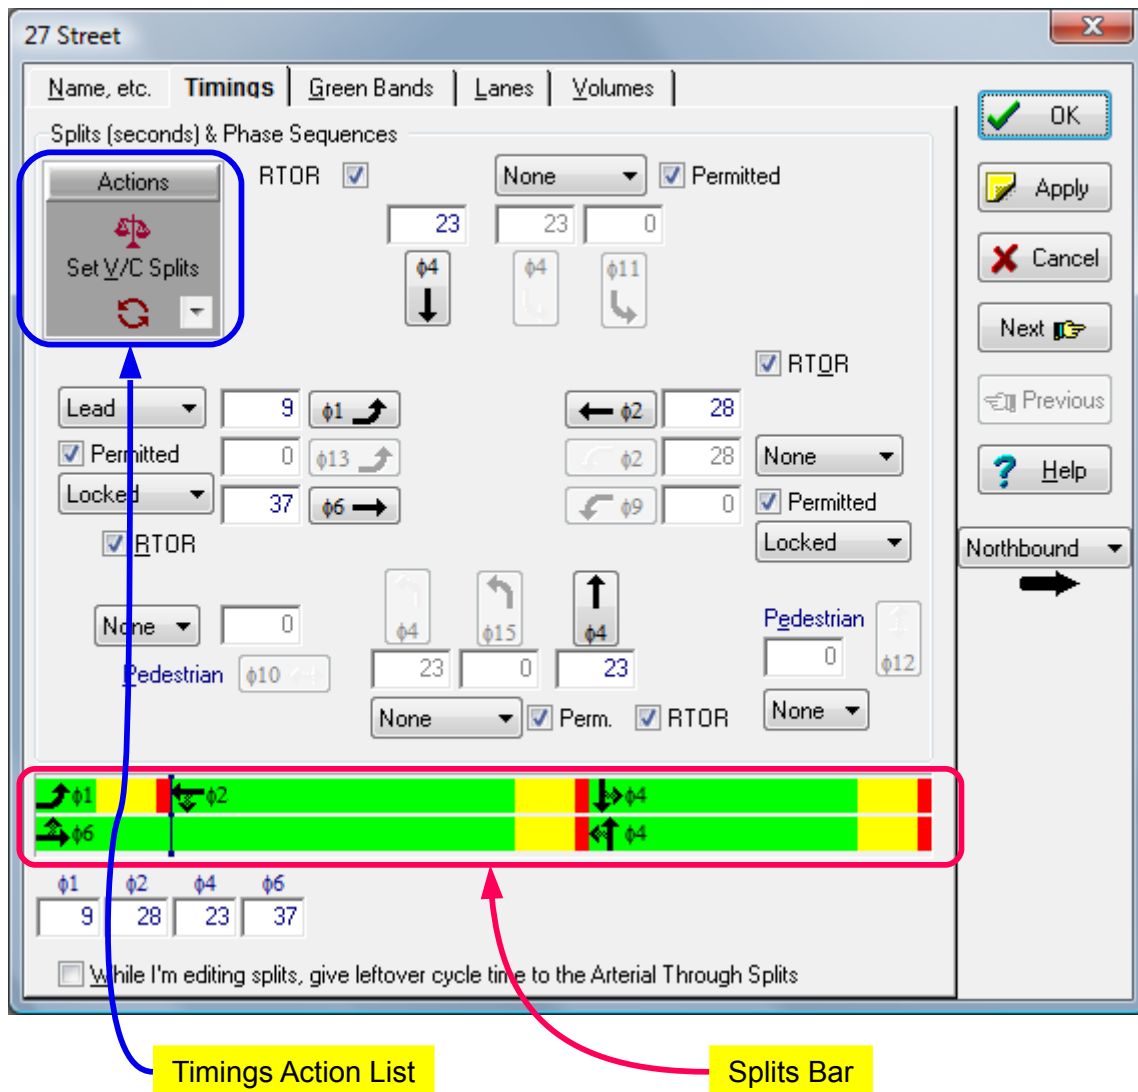 27 Street
Name, etc. Timings Green Bands Lanes Volumes
OK
Splits (seconds) & Phase Sequences
Actions RTOR None Permitted
Apply
23 23 0
Set V/C Splits ϕ4 ϕ4 ϕ11
Cancel
Next
RTOR
Lead 9 ϕ1 ϕ2 28
Previous
Permitted 0 ϕ13 ϕ2 28 None
Help
Locked 37 ϕ6 ϕ9 0 Permitted
RTOR Locked
Northbound
None 0 ϕ4 ϕ15 ϕ4 Pedestrian
Pedestrian ϕ10 23 0 23 0 ϕ12
None Perm. RTOR None
ϕ1 ϕ2 ϕ4
ϕ6 ϕ4
ϕ1 ϕ2 ϕ4 ϕ6
9 28 23 37
While I'm editing splits, give leftover cycle time to the Arterial Through Splits
Timings Action List Splits Bar